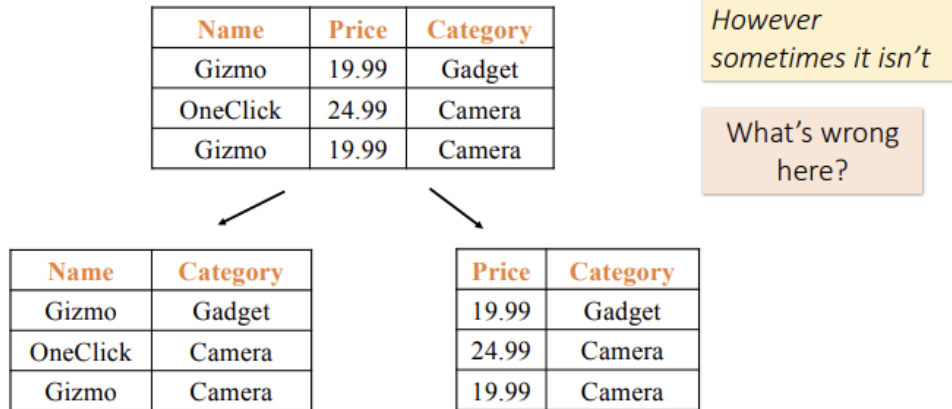 Name Price Category
Gizmo 19.99 Gadget
OneClick 24.99 Camera
Gizmo 19.99 Camera
However
sometimes it isn’t
What’s wrong
here?
Name Category
Gizmo Gadget
OneClick Camera
Gizmo Camera
Price Category
19.99 Gadget
24.99 Camera
19.99 Camera